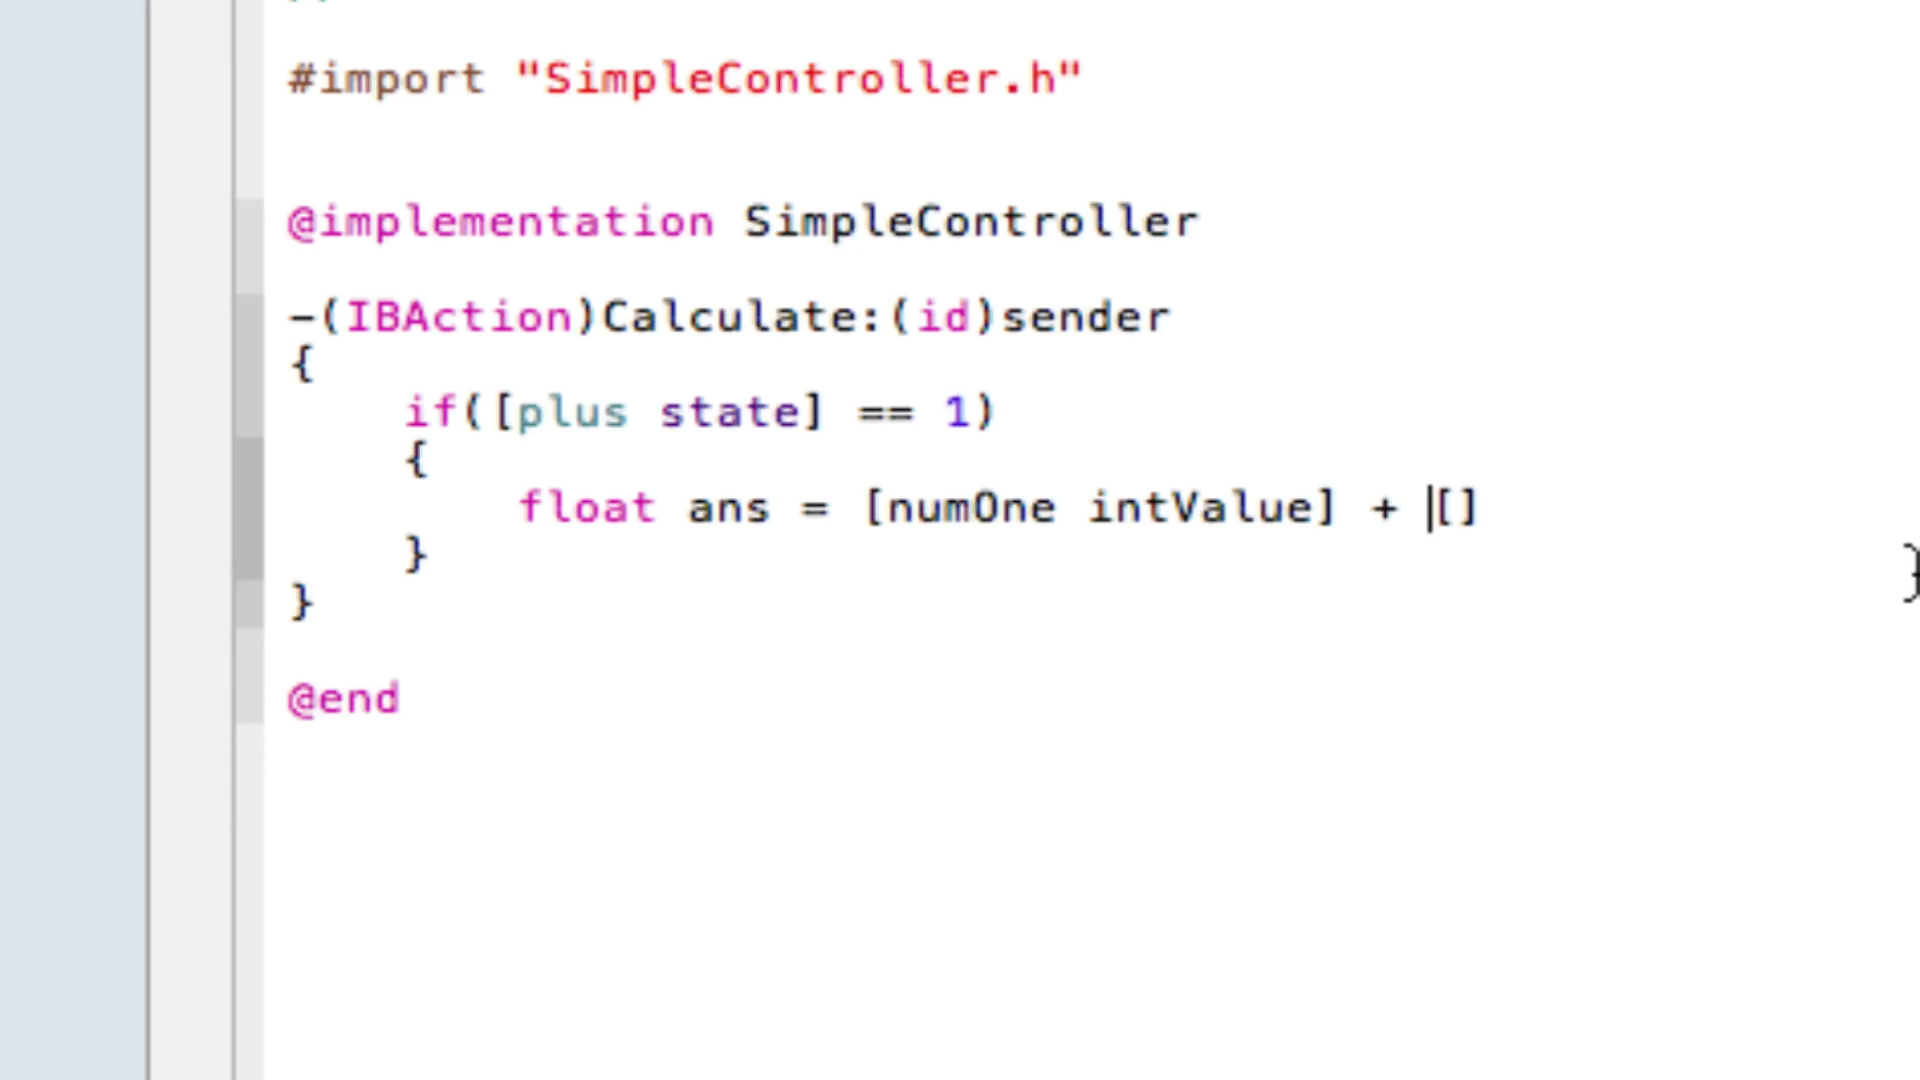 #import "SimpleController.h"
@implementation SimpleController
-(IBAction)Calculate:(id)sender
{
if([plus state] == 1)
{
float ans = [numOne intValue] + []
}
}
@end